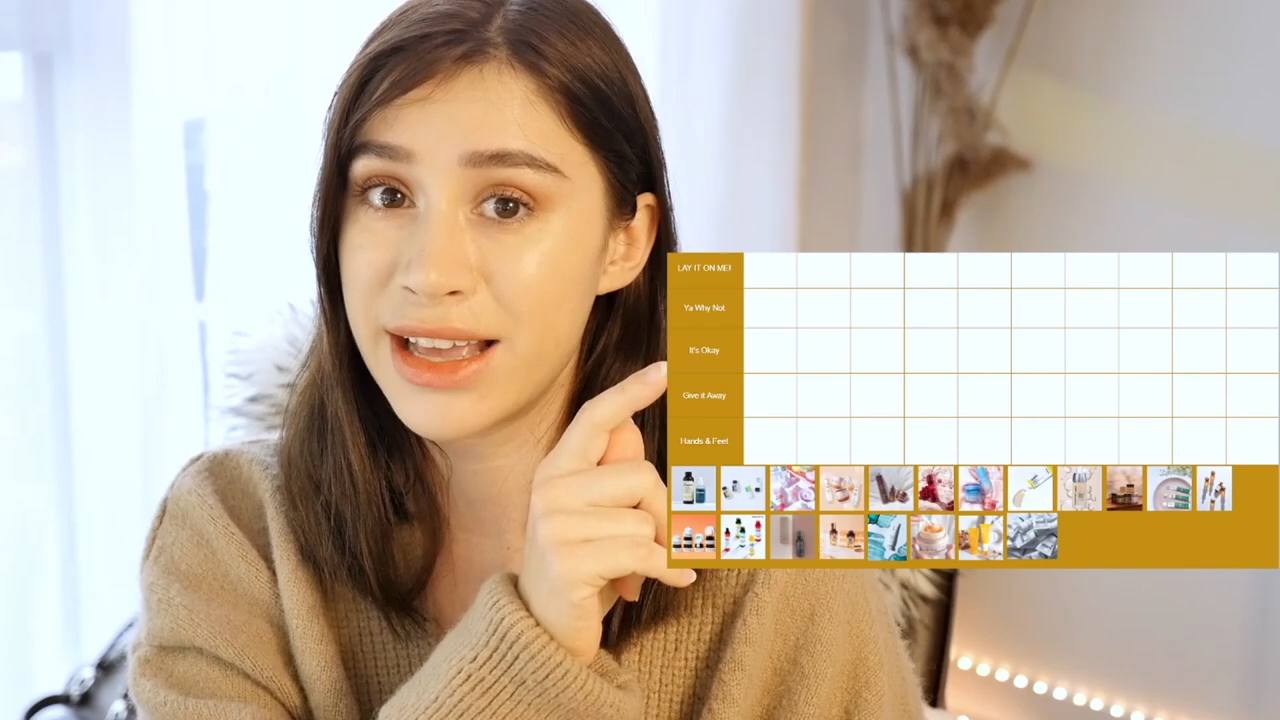 LAY IT ON ME!
Ya Why Not
It's Okay
Give it Away
Hands & Feet